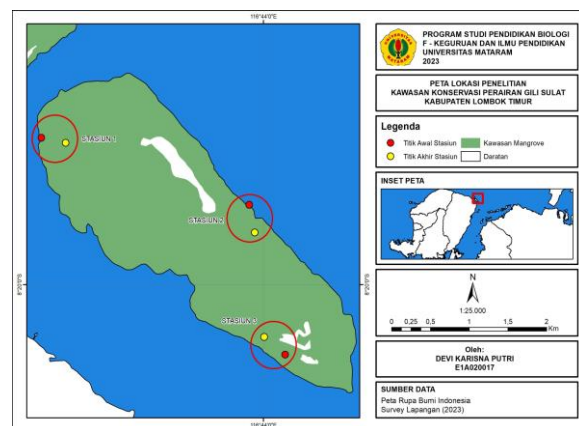 116°44'0"E
PROGRAM STUDI PENDIDIKAN BIOLOGI
F - KEGURUAN DAN ILMU PENDIDIKAN
UNIVERSITAS MATARAM
2023
PETA LOKASI PENELITIAN
KAWASAN KONSERVASI PERAIRAN GILI SULAT
KABUPATEN LOMBOK TIMUR
Legenda
Titik Awal Stasiun
Kawasan Mangrove
Titik Akhir Stasiun
Daratan
STASIUN 1
STASIUN 2
STASIUN 3
8°20'0"S
8°20'0"S
INSET PETA
N
1:25.000
0 0,25 0,5 1 1,5 2
Km
Oleh:
DEVI KARISNA PUTRI
E1A020017
SUMBER DATA
Peta Rupa Bumi Indonesia
Survey Lapangan (2023)
116°44'0"E